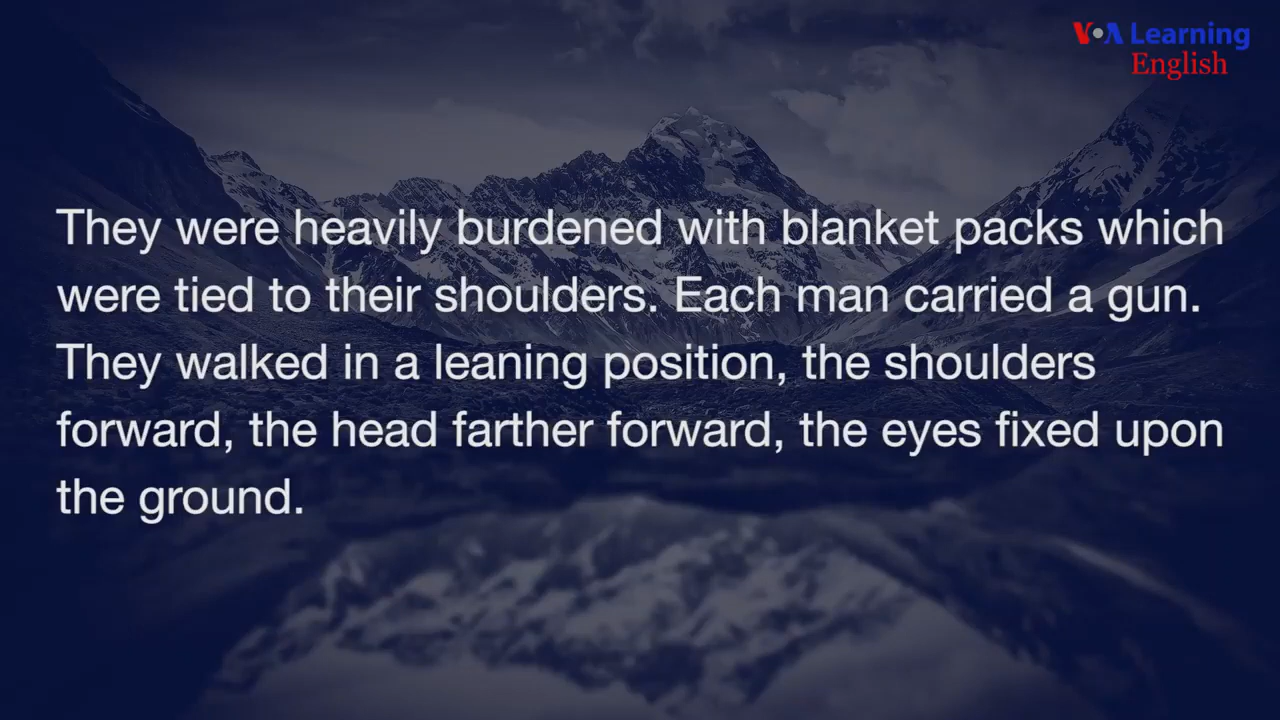 VOA Learning
English
They were heavily burdened with blanket packs which
were tied to their shoulders. Each man carried a gun.
They walked in a leaning position, the shoulders
forward, the head farther forward, the eyes fixed upon
the ground.